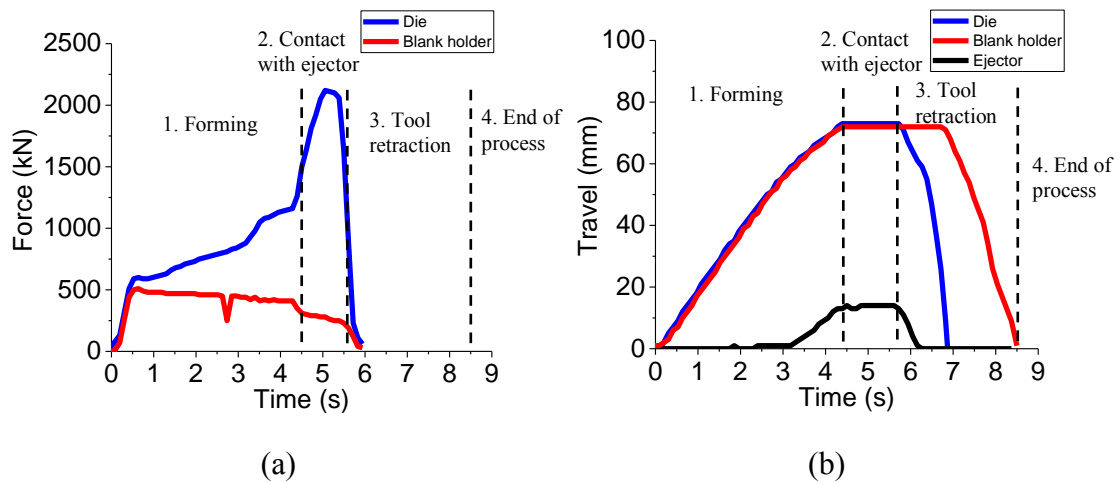 Die
Blank holder
2500
2000
1500
1000
500
0
Force (kN)
2. Contact
with ejector
1. Forming
3. Tool
retraction
4. End of
process
0 1 2 3 4 5 6 7 8 9
Time (s)
(a)
Die
Blank holder
Ejector
100
80
60
40
20
0
Travel (mm)
2. Contact
with ejector
1. Forming
3. Tool
retraction
4. End of
process
0 1 2 3 4 5 6 7 8 9
Time (s)
(b)